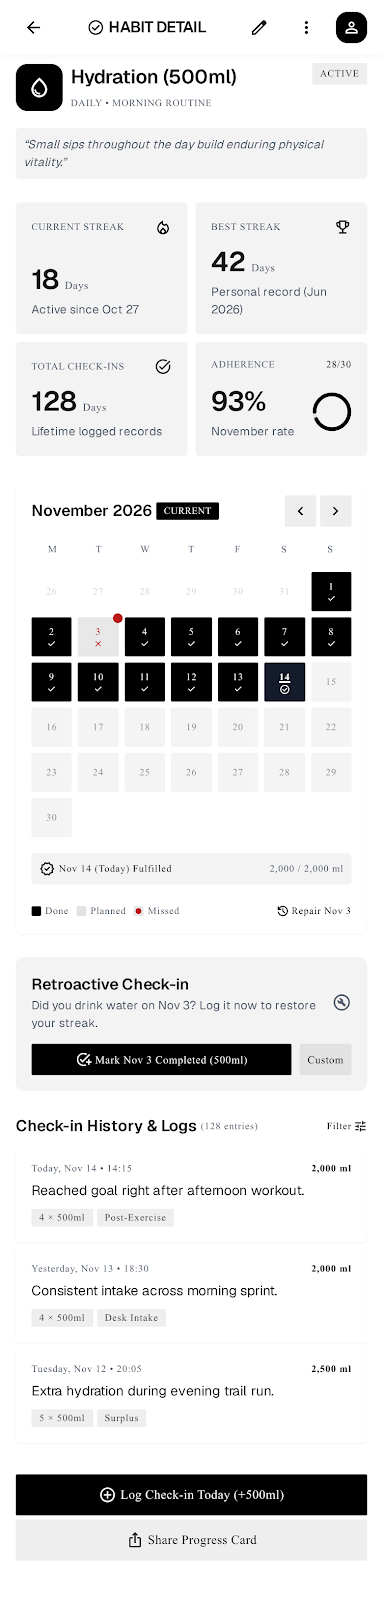 HABIT DETAIL
Hydration (500ml)
ACTIVE
DAILY • MORNING ROUTINE
“Small sips throughout the day build enduring physical
vitality.”
CURRENT STREAK
18 Days
Active since Oct 27
BEST STREAK
42 Days
Personal record (Jun
2026)
TOTAL CHECK-INS
128 Days
Lifetime logged records
ADHERENCE 28/30
93%
November rate
November 2026 CURRENT
M T W T F S S
26 27 28 29 30 31 1
2 3 4 5 6 7 8
9 10 11 12 13 14 15
16 17 18 19 20 21 22
23 24 25 26 27 28 29
30
Nov 14 (Today) Fulfilled 2,000 / 2,000 ml
Done Planned Missed Repair Nov 3
Retroactive Check-in
Did you drink water on Nov 3? Log it now to restore
your streak.
Mark Nov 3 Completed (500ml) Custom
Check-in History & Logs (128 entries) Filter
Today, Nov 14 • 14:15 2,000 ml
Reached goal right after afternoon workout.
4 × 500ml Post-Exercise
Yesterday, Nov 13 • 18:30 2,000 ml
Consistent intake across morning sprint.
4 × 500ml Desk Intake
Tuesday, Nov 12 • 20:05 2,500 ml
Extra hydration during evening trail run.
5 × 500ml Surplus
Log Check-in Today (+500ml)
Share Progress Card